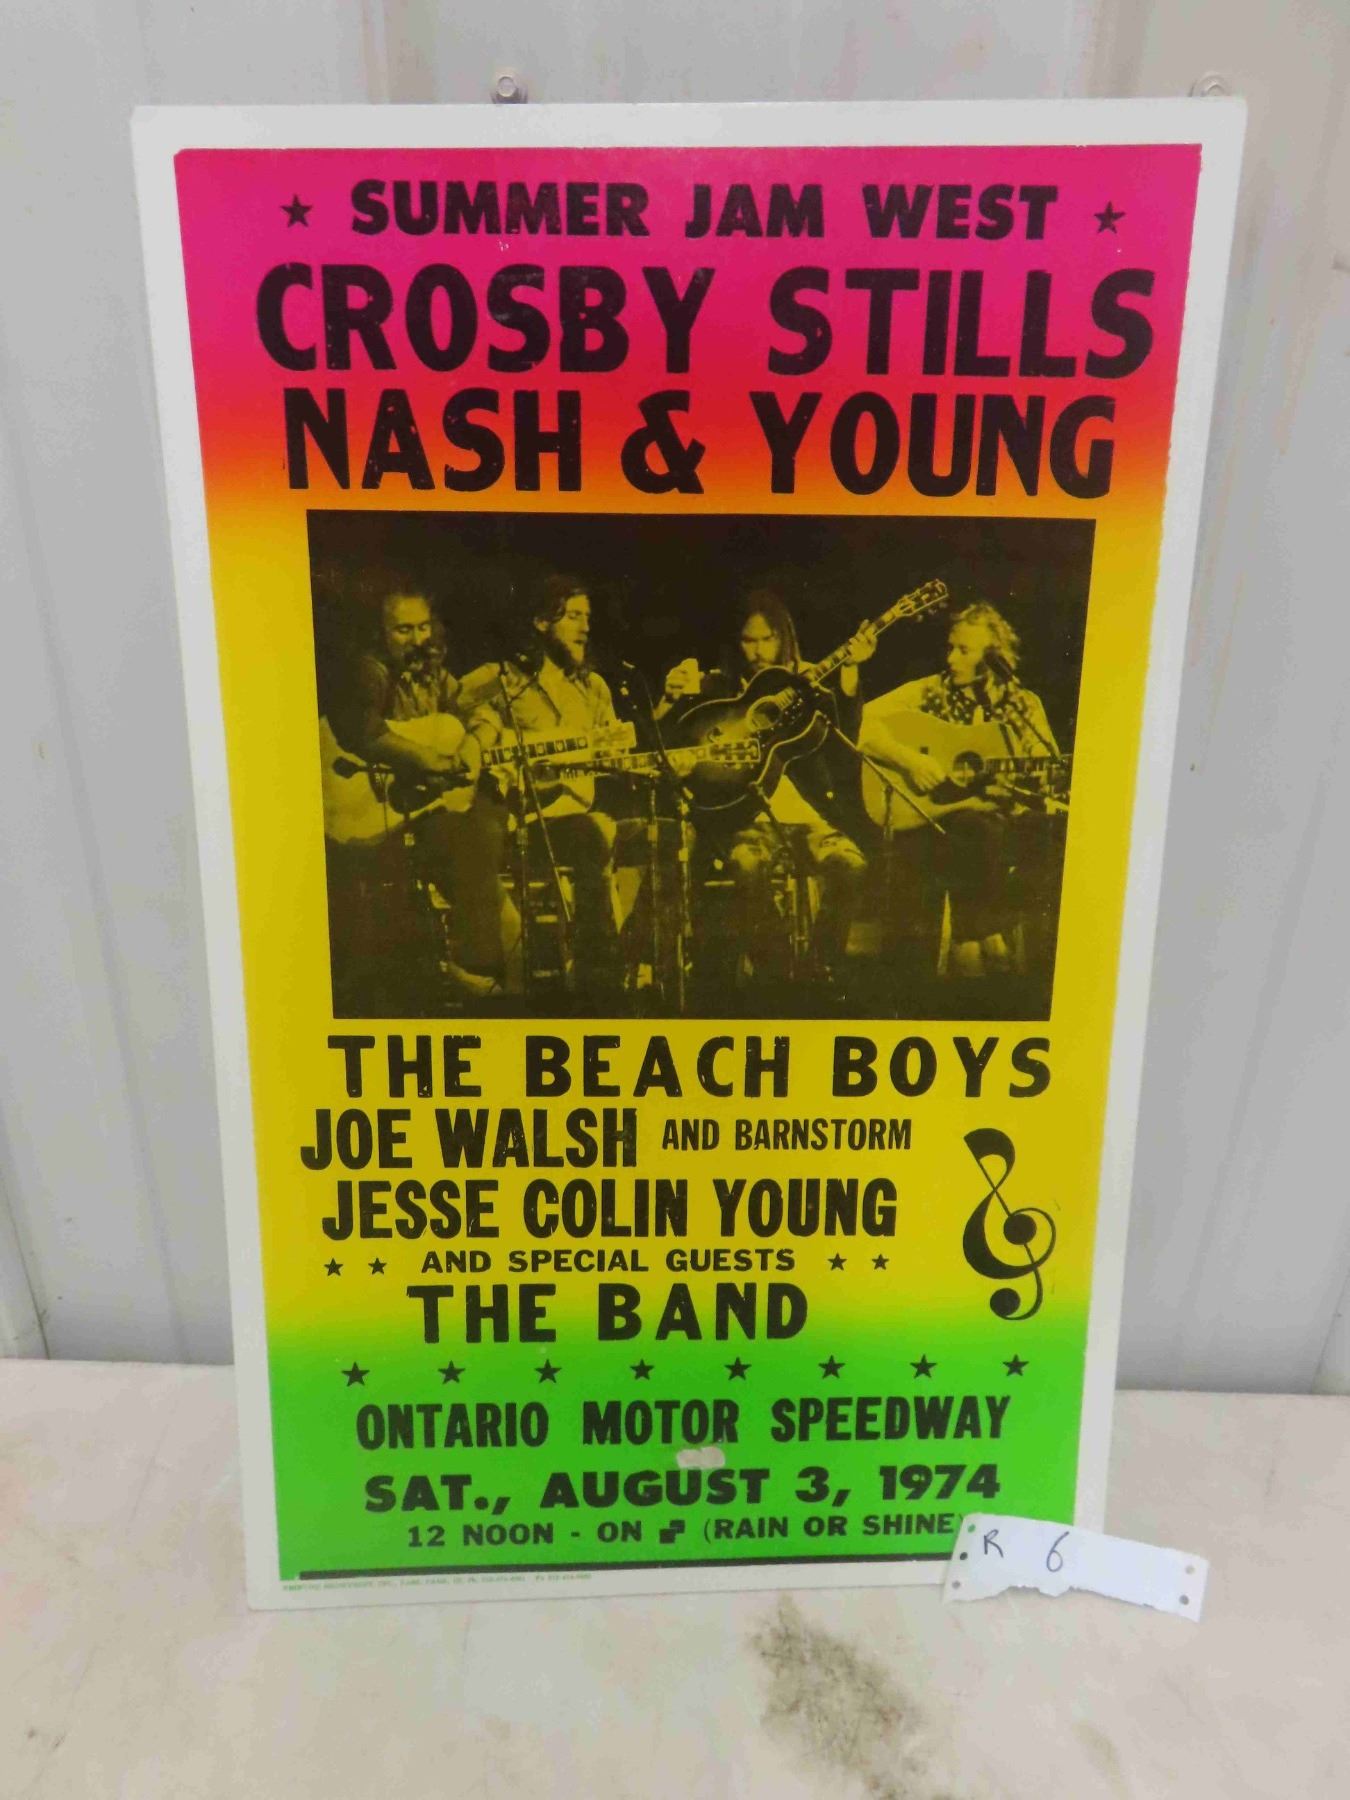 SUMMER JAM WEST
CROSBY STILLS
NASH & YOUNG
THE BEACH BOYS
JOE WALSH AND BARNSTORM
JESSE COLIN YOUNG
AND SPECIAL GUESTS
THE BAND
ONTARIO MOTOR SPEEDWAY
SAT., AUGUST 3, 1974
12 NOON - ON (RAIN OR SHINE)
R 6